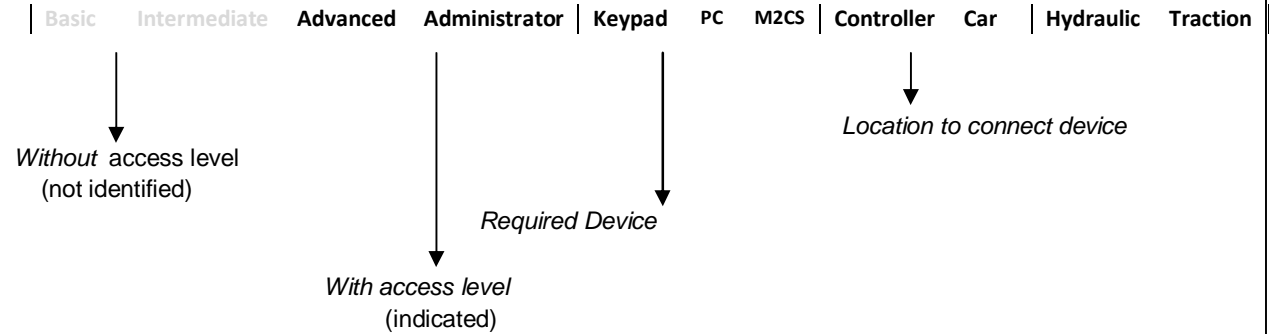 Basic Intermediate Advanced Administrator Keypad PC M2CS Controller Car Hydraulic Traction
Location to connect device
Without access level
(not identified)
Required Device
With access level
(indicated)